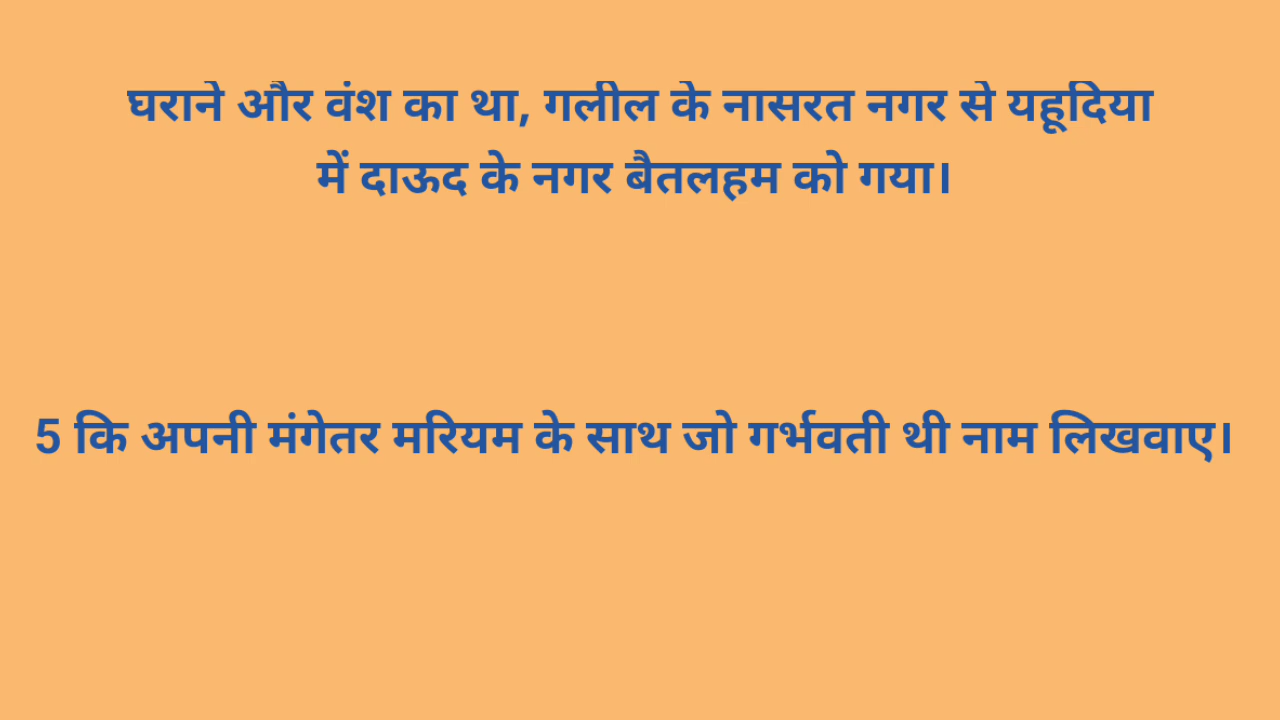 घराने और वंश का था, गलील के नासरत नगर से यहूदिया
में दाऊद के नगर बैतलहम को गया।
5 कि अपनी मंगेतर मरियम के साथ जो गर्भवती थी नाम लिखवाए।